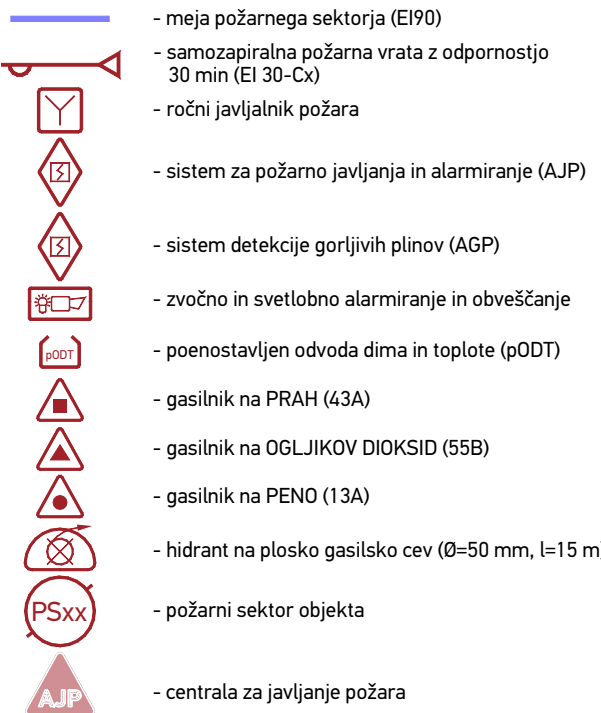 - meja požarnega sektorja (EI90)
- samozapiralna požarna vrata z odpornostjo
30 min (EI 30-Cx)
- ročni javljalnik požara
- sistem za požarno javljanja in alarmiranje (AJP)
- sistem detekcije gorljivih plinov (AGP)
- zvočno in svetlobno alarmiranje in obveščanje
pODT - poenostavljen odvoda dima in toplote (pODT)
- gasilnik na PRAH (43A)
- gasilnik na OGLJIKOV DIOKSID (55B)
- gasilnik na PENO (13A)
- hidrant na plosko gasilsko cev (Ø=50 mm, l=15 m)
PSxx - požarni sektor objekta
AJP - centrala za javljanje požara